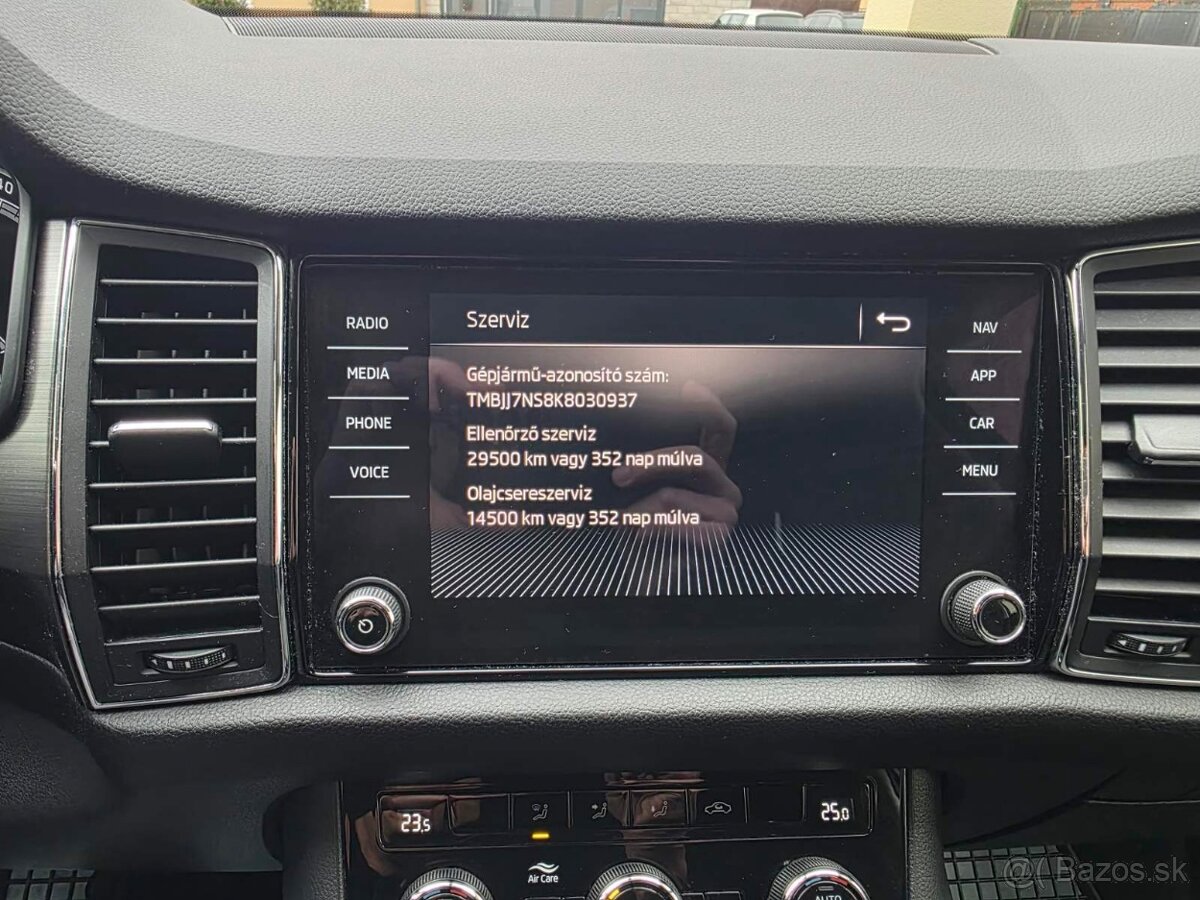 40
RADIO
MEDIA
PHONE
VOICE
Szerviz
Gépjármű-azonosító szám:
TMBJJ7NS8K8030937
Ellenőrző szerviz
29500 km vagy 352 nap múlva
Olajcsereszerviz
14500 km vagy 352 nap múlva
NAV
APP
CAR
MENU
23,5
25,0
Air Care
AUTO
Bazos.sk